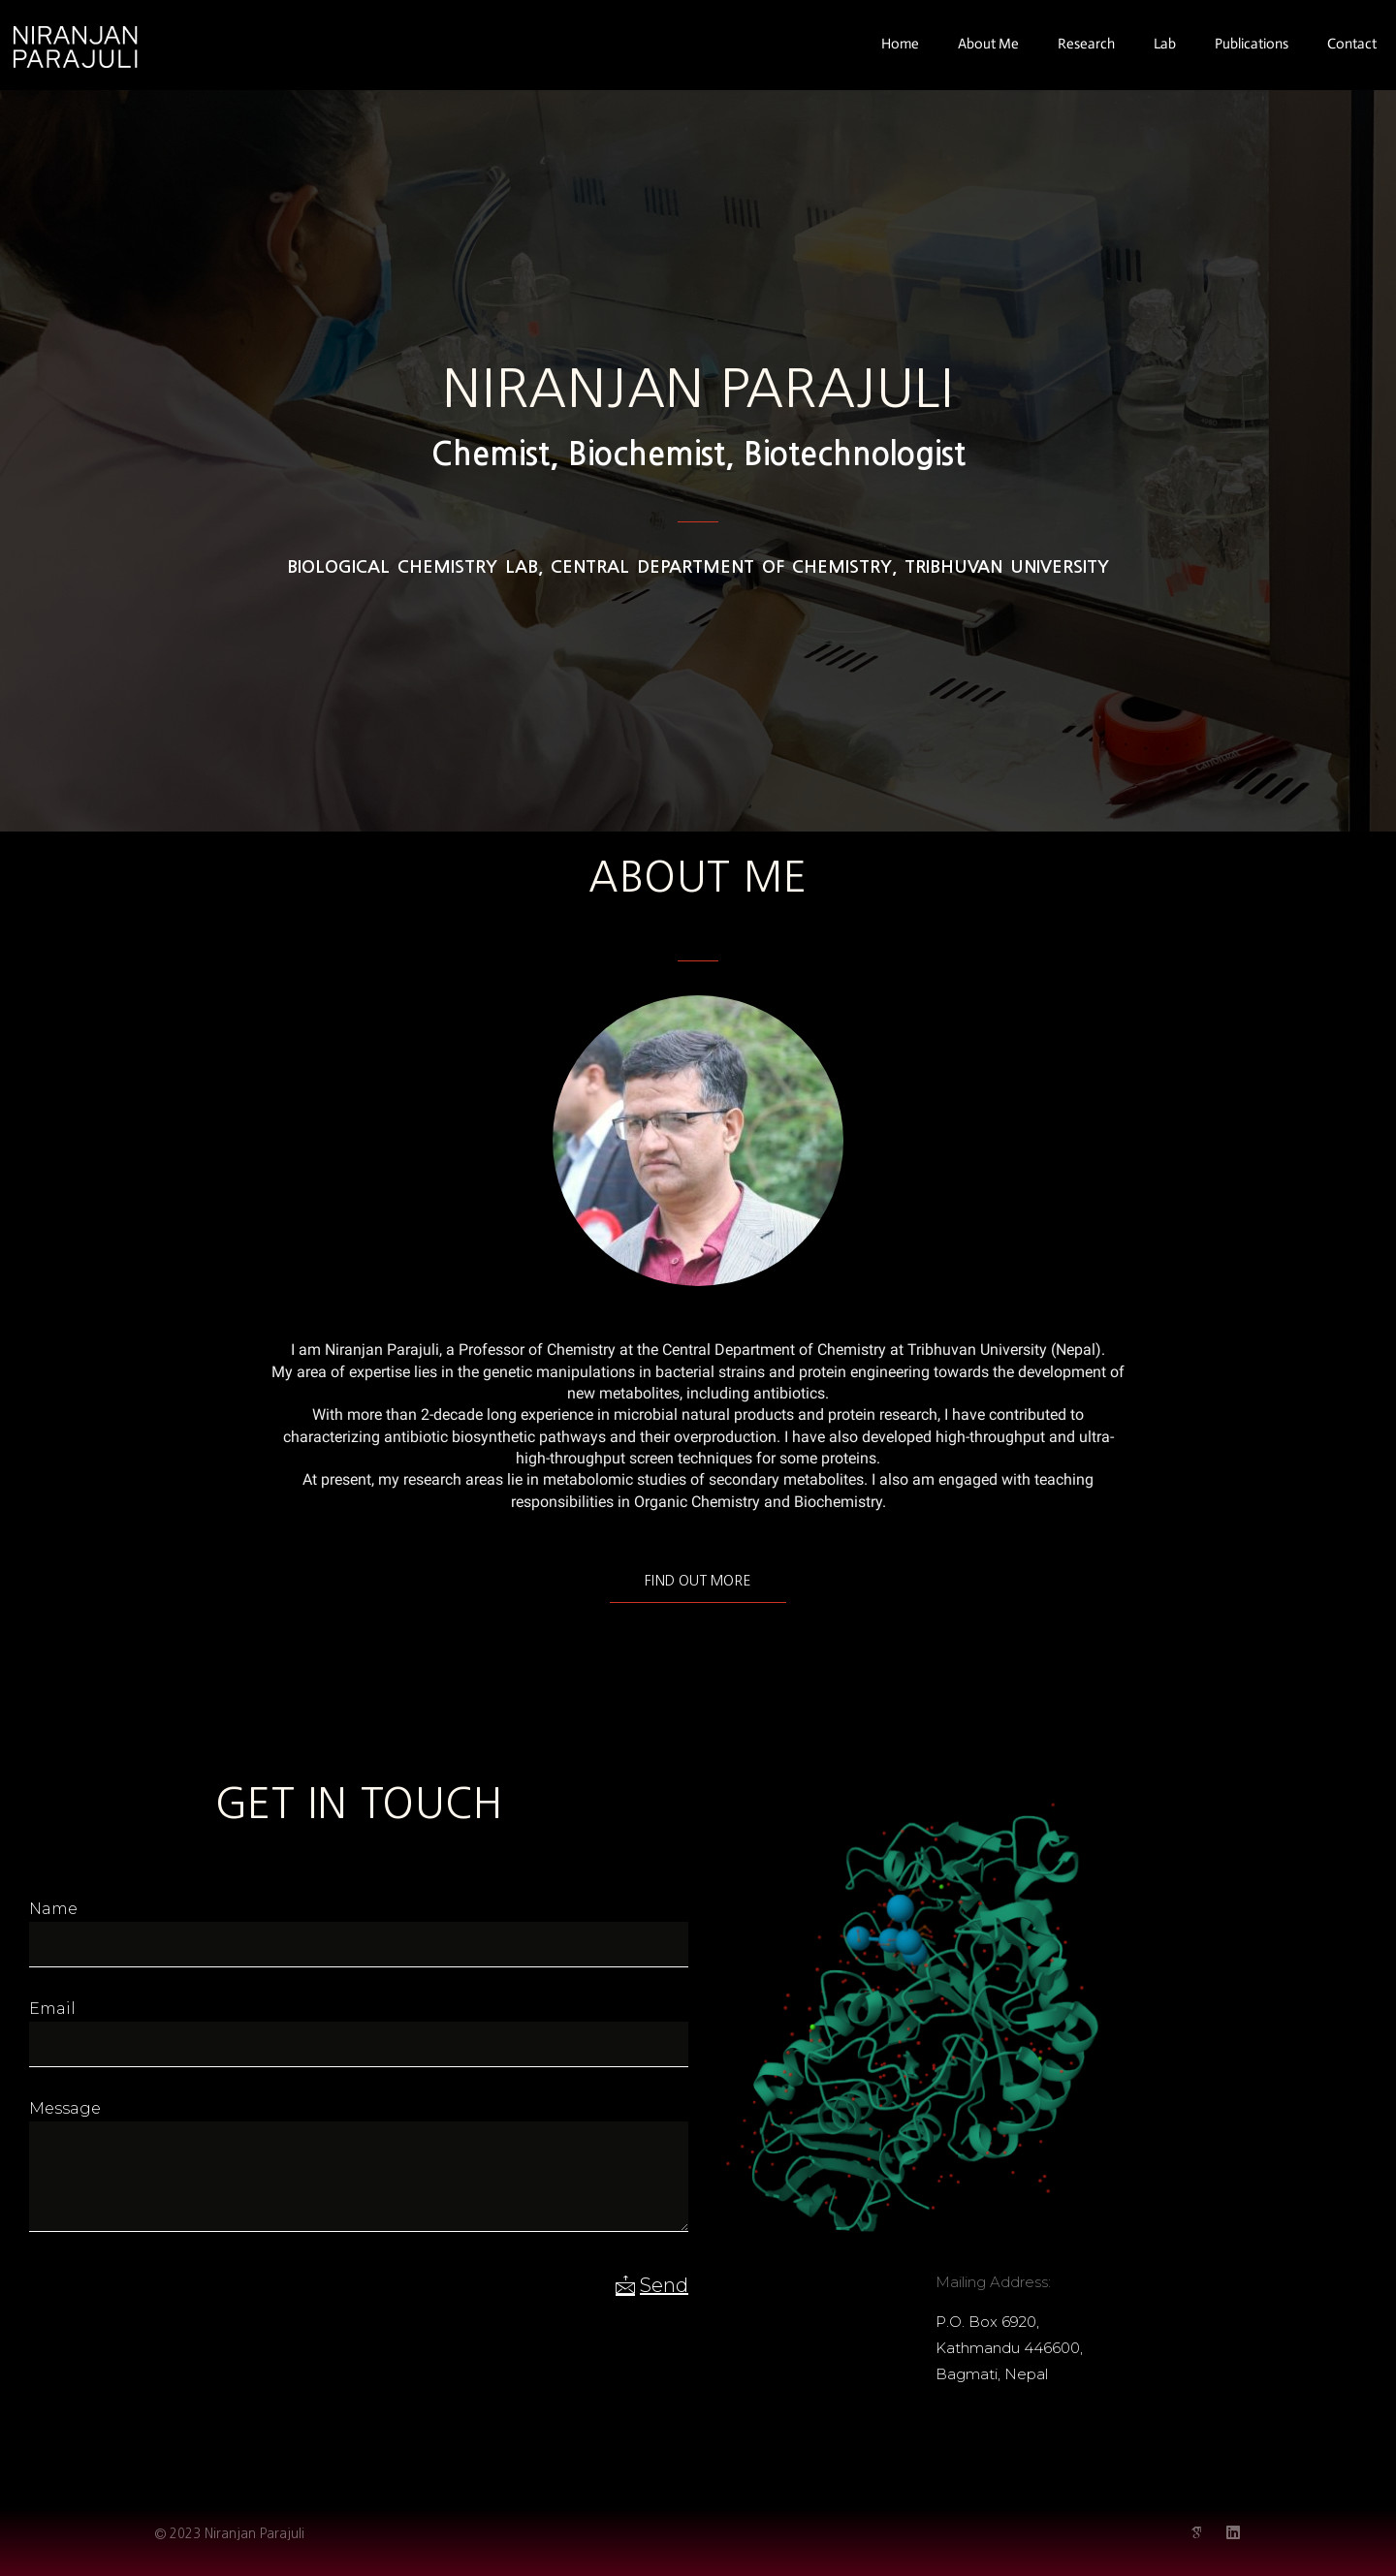 NIRANJAN
PARAJULI
Home About Me Research Lab Publications Contact
NIRANJAN PARAJULI
Chemist, Biochemist, Biotechnologist
BIOLOGICAL CHEMISTRY LAB, CENTRAL DEPARTMENT OF CHEMISTRY, TRIBHUVAN UNIVERSITY
ABOUT ME
I am Niranjan Parajuli, a Professor of Chemistry at the Central Department of Chemistry at Tribhuvan University (Nepal).
My area of expertise lies in the genetic manipulations in bacterial strains and protein engineering towards the development of
new metabolites, including antibiotics.
With more than 2-decade long experience in microbial natural products and protein research, I have contributed to
characterizing antibiotic biosynthetic pathways and their overproduction. I have also developed high-throughput and ultra-
high-throughput screen techniques for some proteins.
At present, my research areas lie in metabolomic studies of secondary metabolites. I also am engaged with teaching
responsibilities in Organic Chemistry and Biochemistry.
FIND OUT MORE
GET IN TOUCH
Name
Email
Message
Send
Mailing Address:
P.O. Box 6920,
Kathmandu 446600,
Bagmati, Nepal
© 2023 Niranjan Parajuli